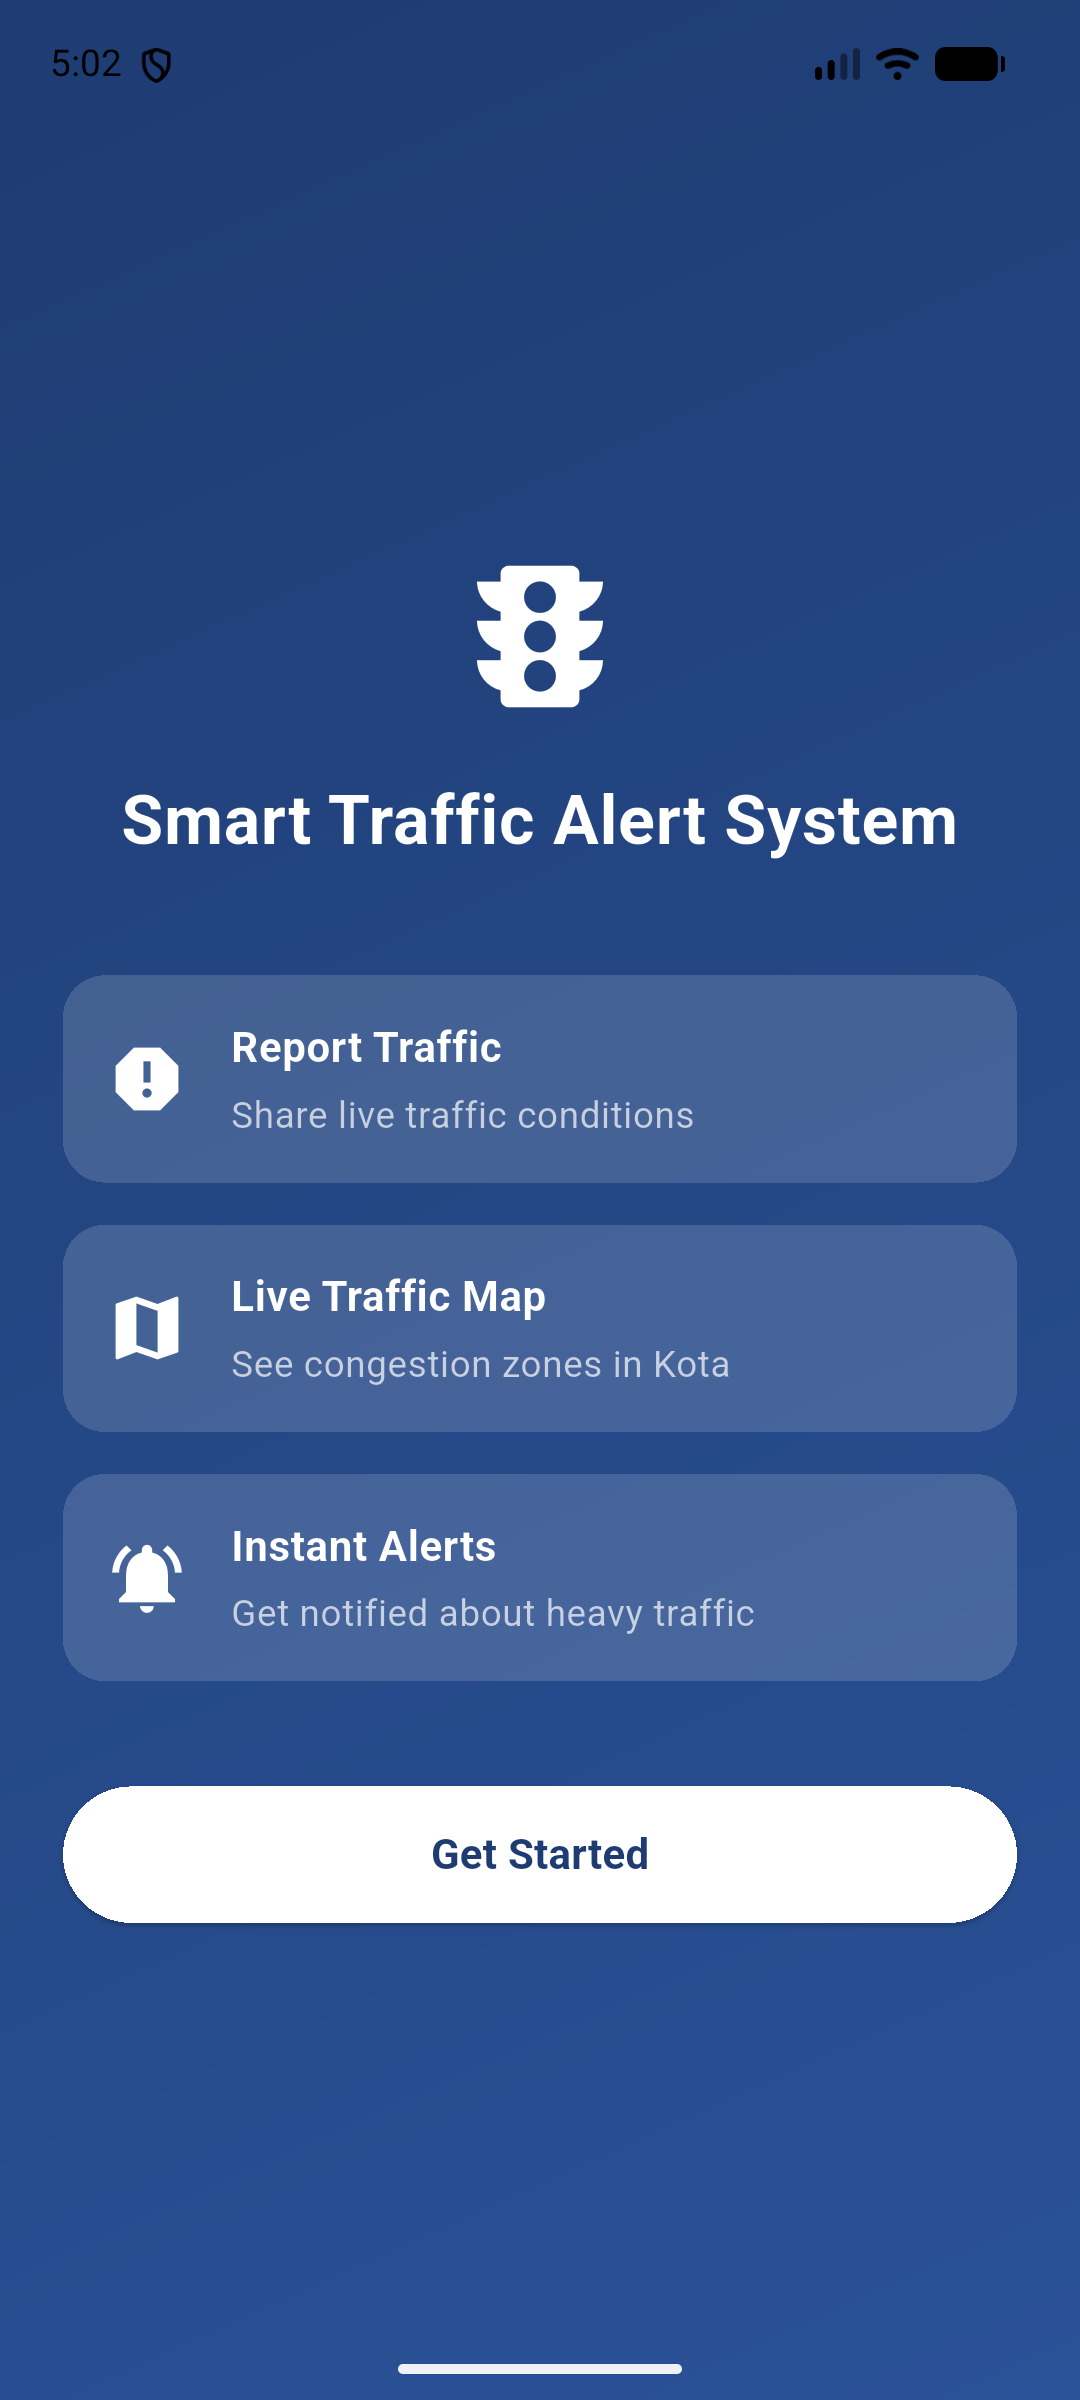 5:02
Smart Traffic Alert System
Report Traffic
Share live traffic conditions
Live Traffic Map
See congestion zones in Kota
Instant Alerts
Get notified about heavy traffic
Get Started